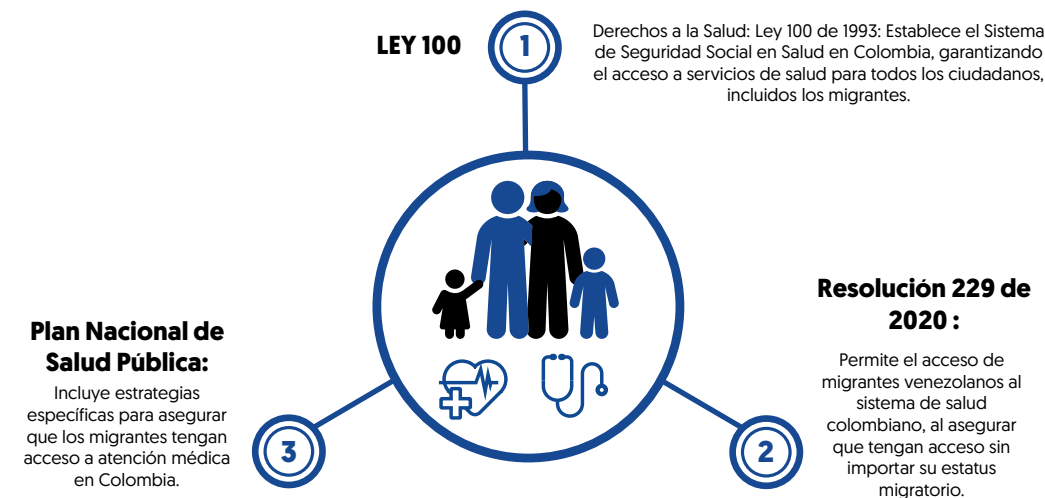 LEY 100
1
Derechos a la Salud: Ley 100 de 1993: Establece el Sistema
de Seguridad Social en Salud en Colombia, garantizando
el acceso a servicios de salud para todos los ciudadanos,
incluidos los migrantes.
Resolución 229 de
2020 :
Permite el acceso de
migrantes venezolanos al
sistema de salud
colombiano, al asegurar
que tengan acceso sin
importar su estatus
migratorio.
2
Plan Nacional de
Salud Pública:
Incluye estrategias
específicas para asegurar
que los migrantes tengan
acceso a atención médica
en Colombia.
3